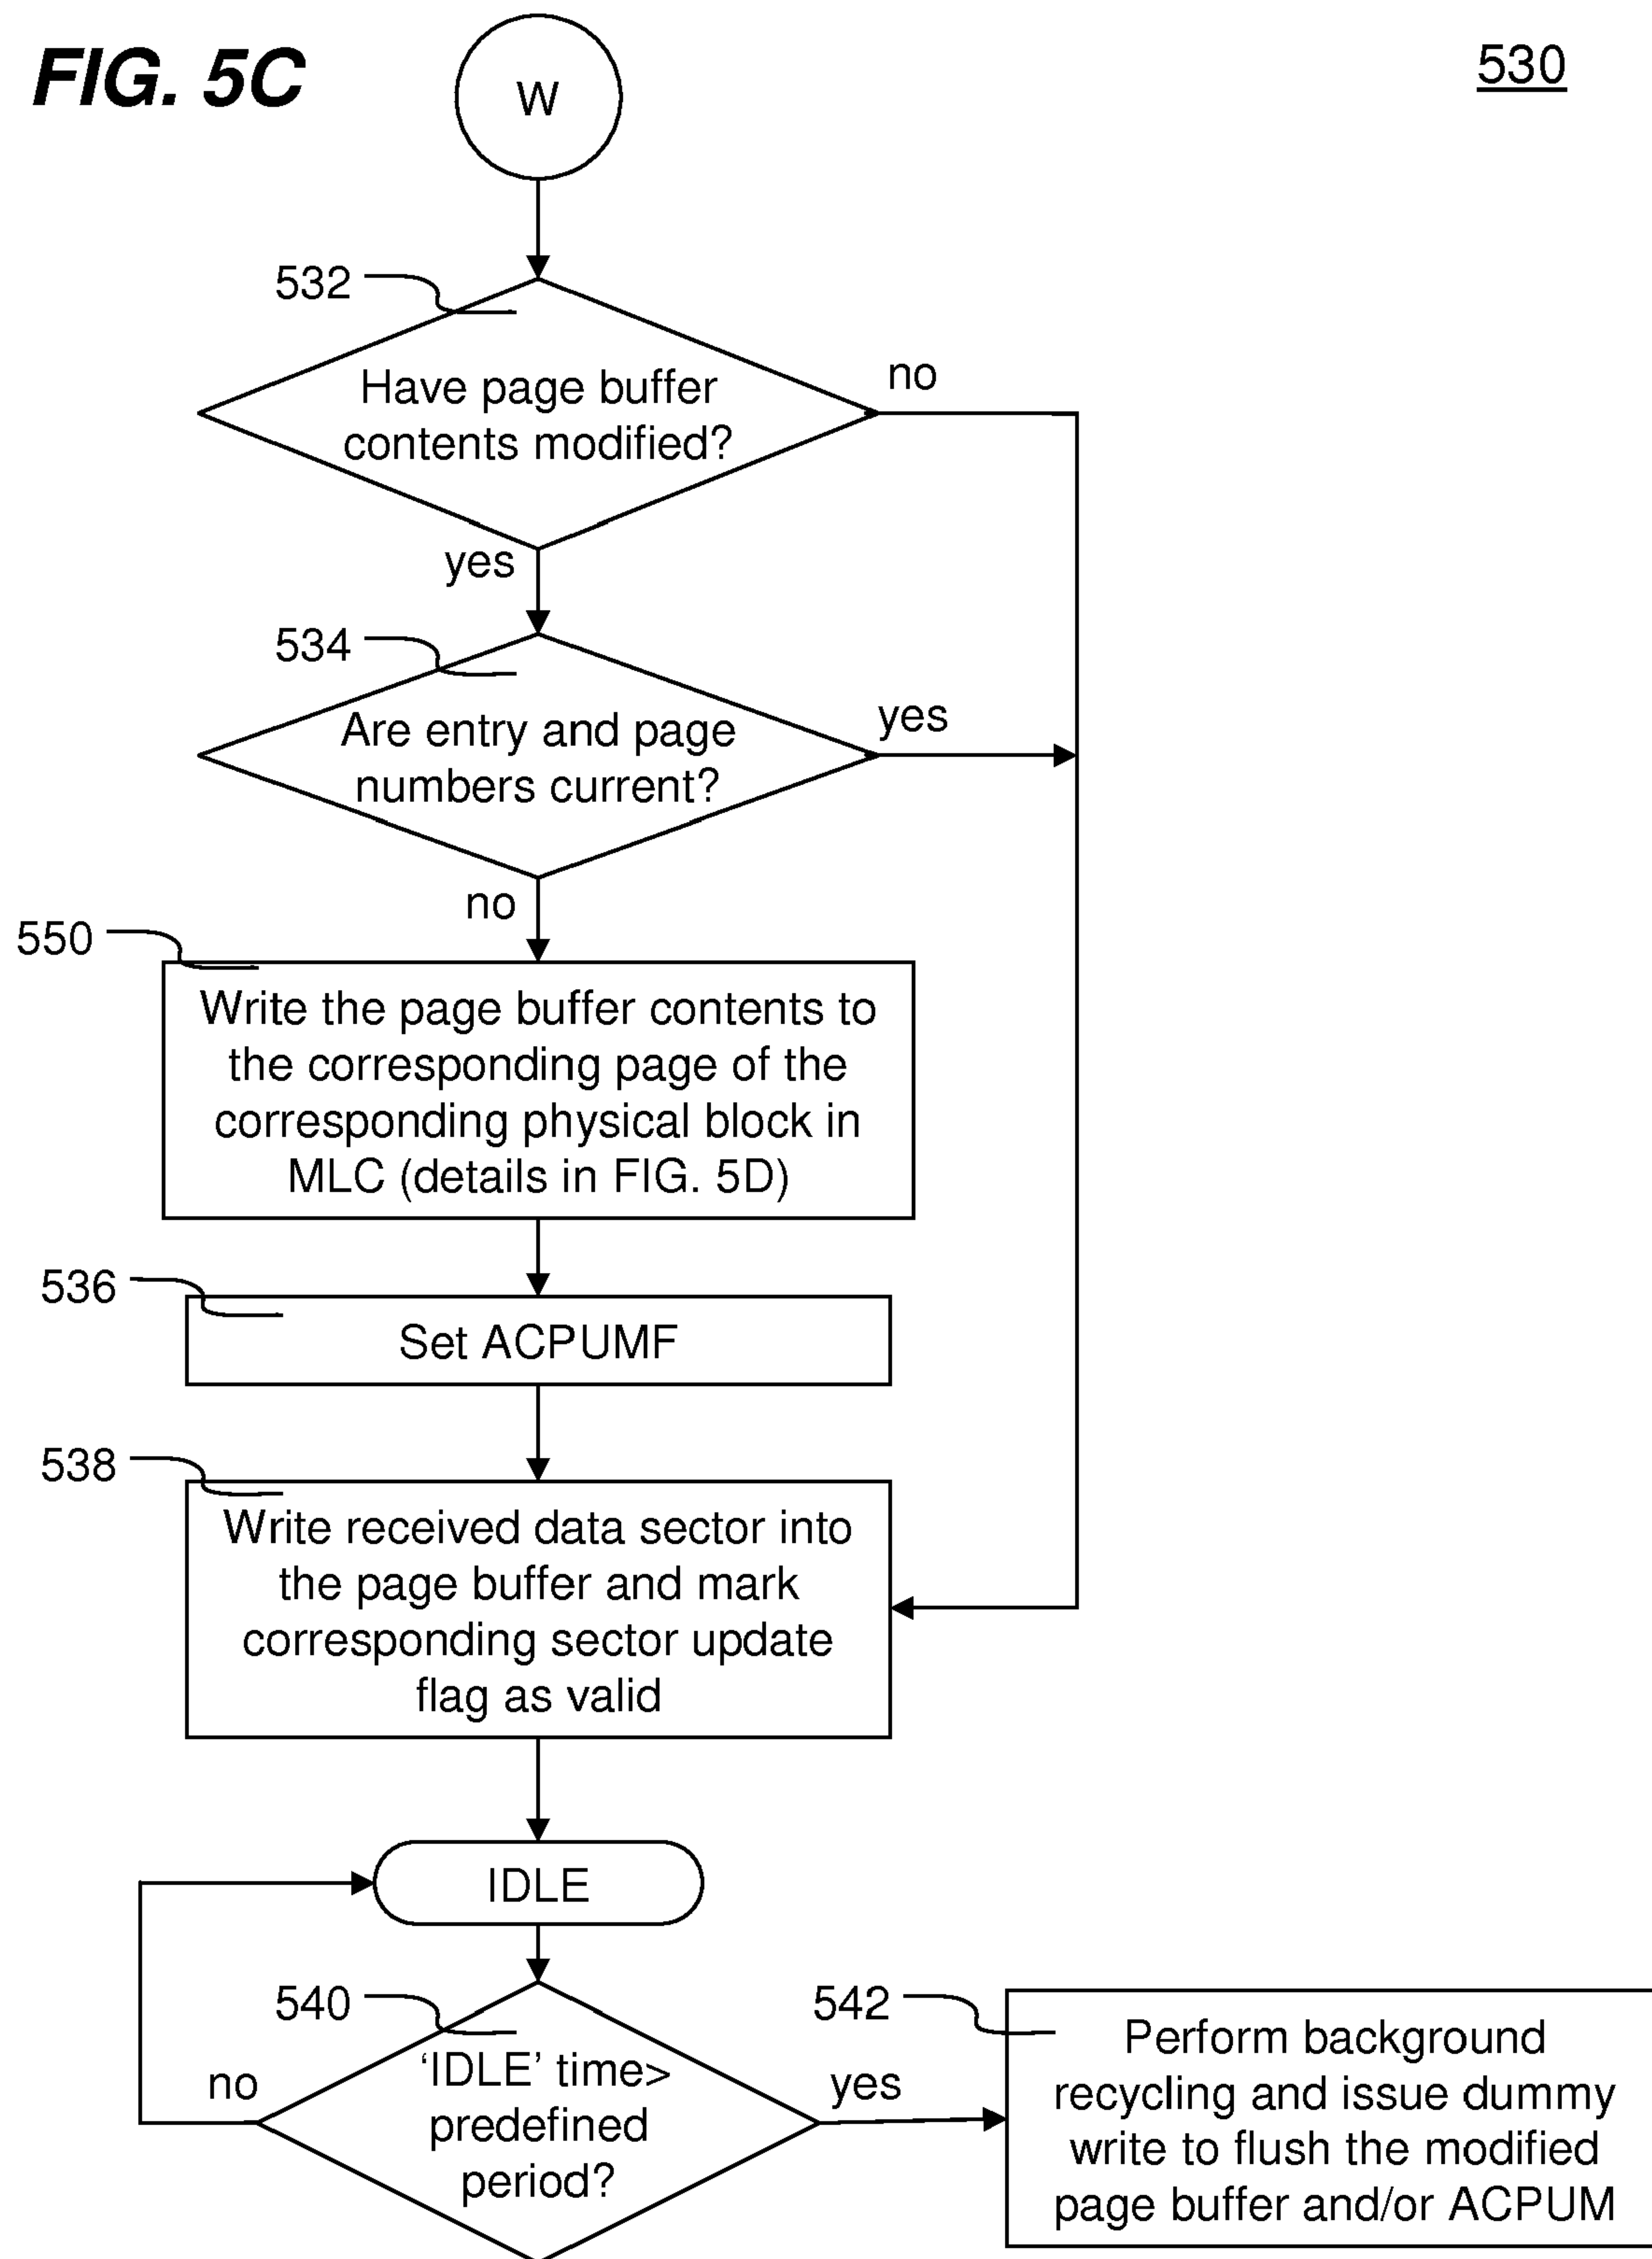 FIG. 5C
530
W
532
Have page buffer
contents modified?
no
yes
534
Are entry and page
numbers current?
yes
no
550
Write the page buffer contents to
the corresponding page of the
corresponding physical block in
MLC (details in FIG. 5D)
536
Set ACPUMF
538
Write received data sector into
the page buffer and mark
corresponding sector update
flag as valid
IDLE
540
‘IDLE’ time>
predefined
period?
no
yes
542
Perform background
recycling and issue dummy
write to flush the modified
page buffer and/or ACPUM